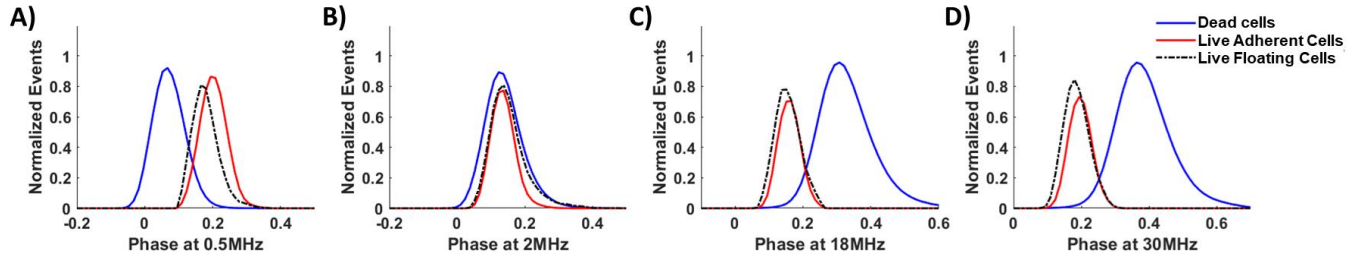 A)
Normalized Events
1
0.8
0.6
0.4
0.2
0
-0.2 0 0.2 0.4
Phase at 0.5MHz
B)
Normalized Events
1
0.8
0.6
0.4
0.2
0
-0.2 0 0.2 0.4
Phase at 2MHz
C)
Normalized Events
1
0.8
0.6
0.4
0.2
0
0 0.2 0.4 0.6
Phase at 18MHz
D)
Normalized Events
1
0.8
0.6
0.4
0.2
0
0 0.2 0.4 0.6
Phase at 30MHz
Dead cells
Live Adherent Cells
Live Floating Cells